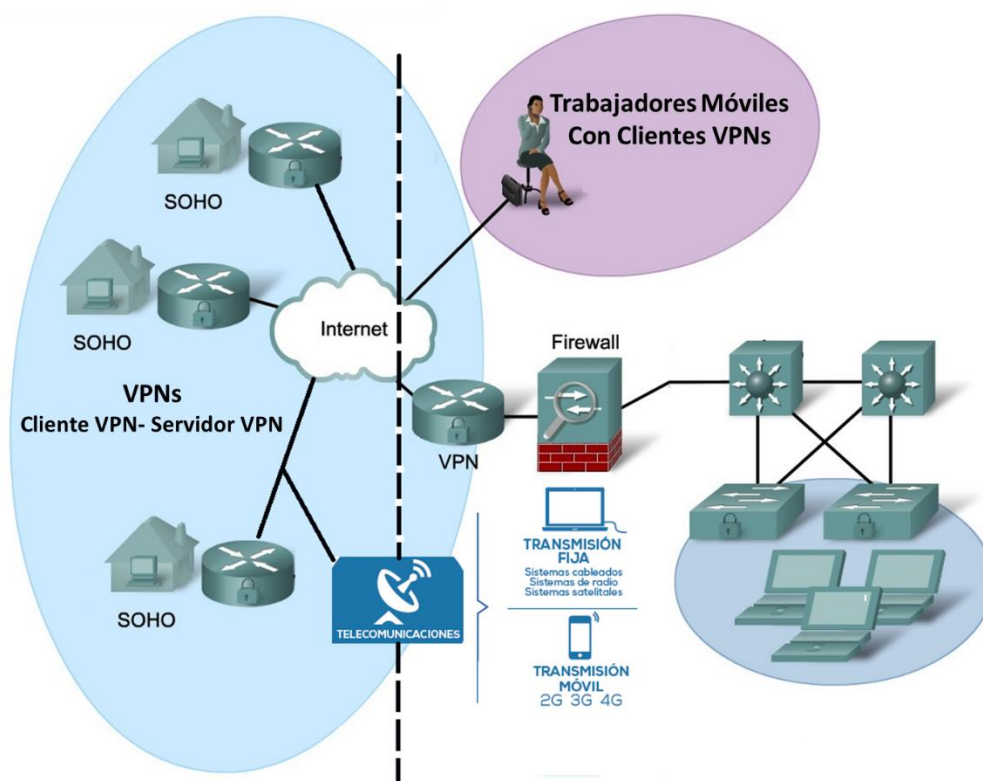 Trabajadores Móviles
Con Clientes VPNs
SOHO
SOHO
Internet
Firewall
VPNs
Cliente VPN- Servidor VPN
VPN
SOHO
TELECOMUNICACIONES
TRANSMISIÓN
FIJA
Sistemas cableados
Sistemas de radio
Sistemas satelitales
TRANSMISIÓN
MÓVIL
2G 3G 4G